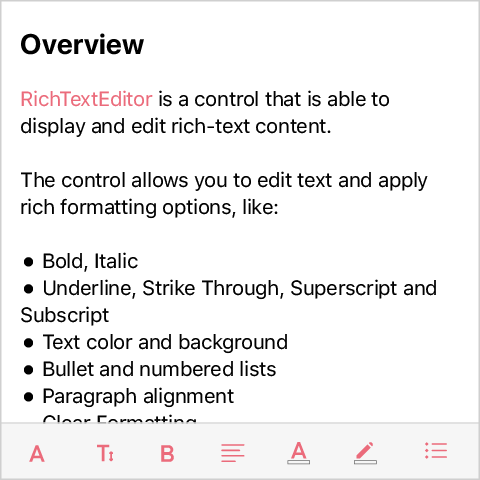 Overview
RichTextEditor is a control that is able to
display and edit rich-text content.
The control allows you to edit text and apply
rich formatting options, like:
● Bold, Italic
● Underline, Strike Through, Superscript and
Subscript
● Text color and background
● Bullet and numbered lists
● Paragraph alignment
Clear Formatting
A T B A